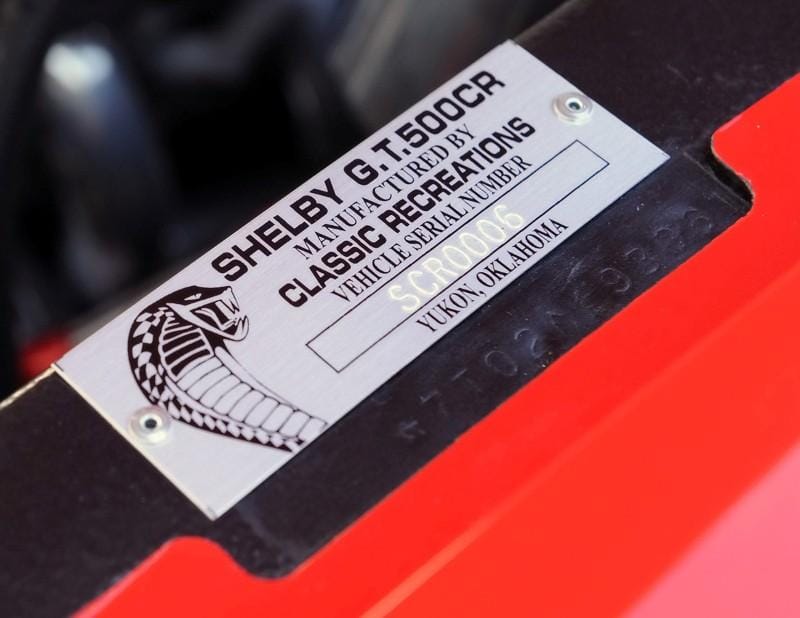 SHELBY G.T.500CR
MANUFACTURED BY
CLASSIC RECREATIONS
VEHICLE SERIAL NUMBER
SCR0006
YUKON, OKLAHOMA